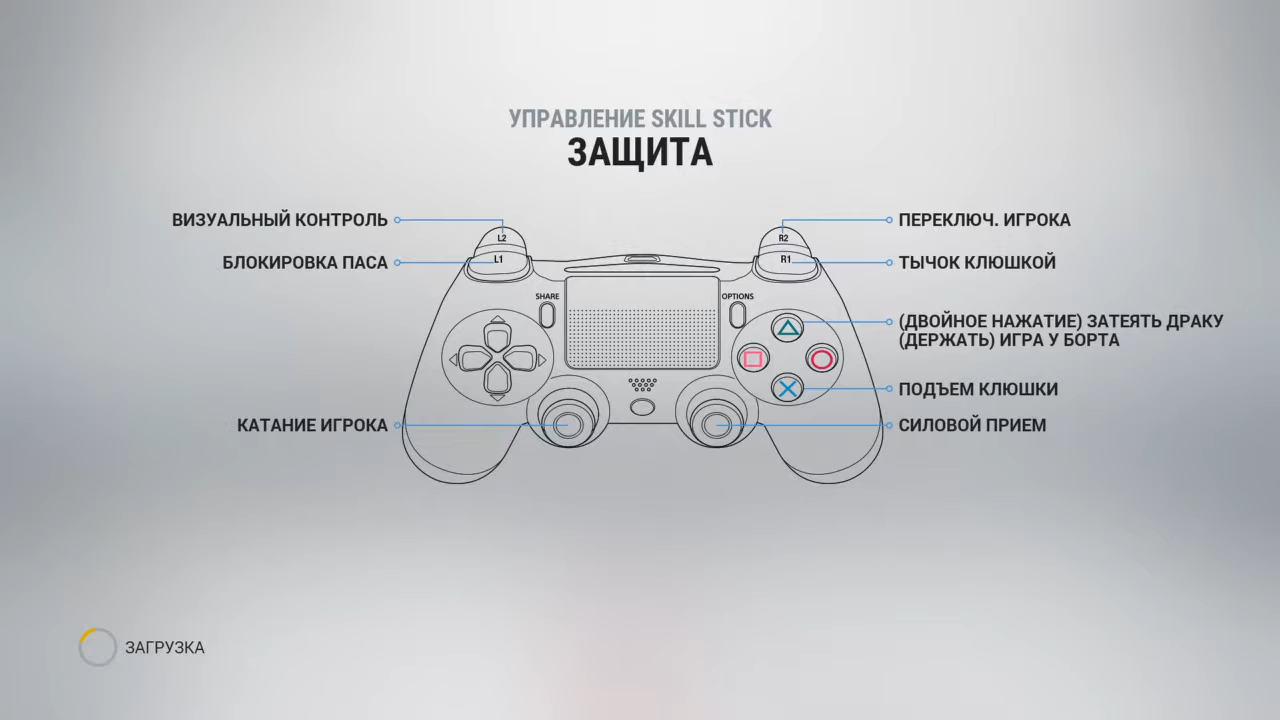 УПРАВЛЕНИЕ SKILL STICK
ЗАЩИТА
ВИЗУАЛЬНЫЙ КОНТРОЛЬ
БЛОКИРОВКА ПАСА
КАТАНИЕ ИГРОКА
L2
L1
SHARE
OPTIONS
R2
R1
ПЕРЕКЛЮЧ. ИГРОКА
ТЫЧОК КЛЮШКОЙ
(ДВОЙНОЕ НАЖАТИЕ) ЗАТЕЯТЬ ДРАКУ
(ДЕРЖАТЬ) ИГРА У БОРТА
ПОДЪЕМ КЛЮШКИ
СИЛОВОЙ ПРИЕМ
ЗАГРУЗКА